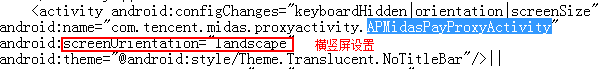 <activity android:configChanges="keyboardHidden|orientation|screenSize"
android:name="com.tencent.midas.proxyactivity.APMidasPayProxyActivity"
android:screenOrientation="landscape" 横竖屏设置
android:theme="@android:style/Theme.Translucent.NoTitleBar"/>||